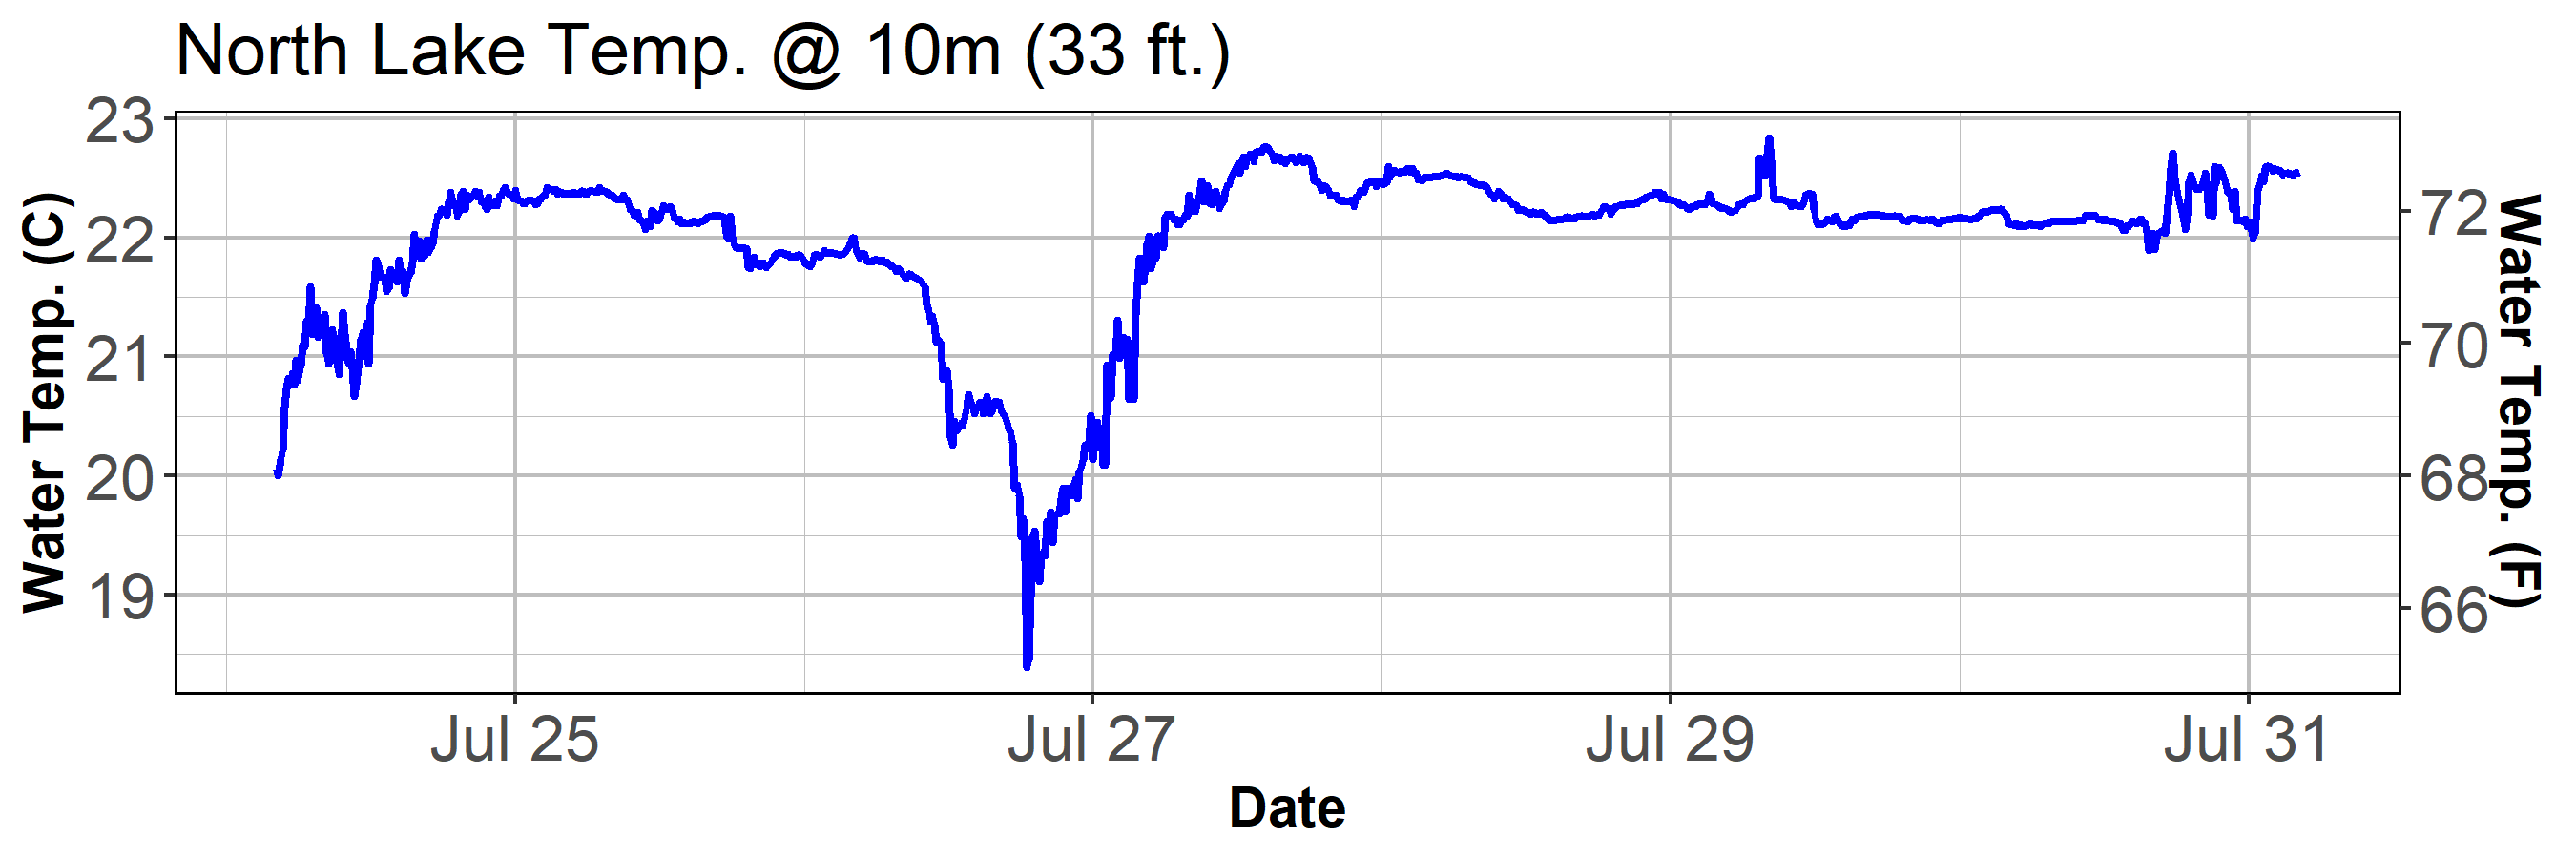 North Lake Temp. @ 10m (33 ft.)
Water Temp. (C)
23
22
21
20
19
72
70
68
66
Water Temp. (F)
Jul 25 Jul 27 Jul 29 Jul 31
Date